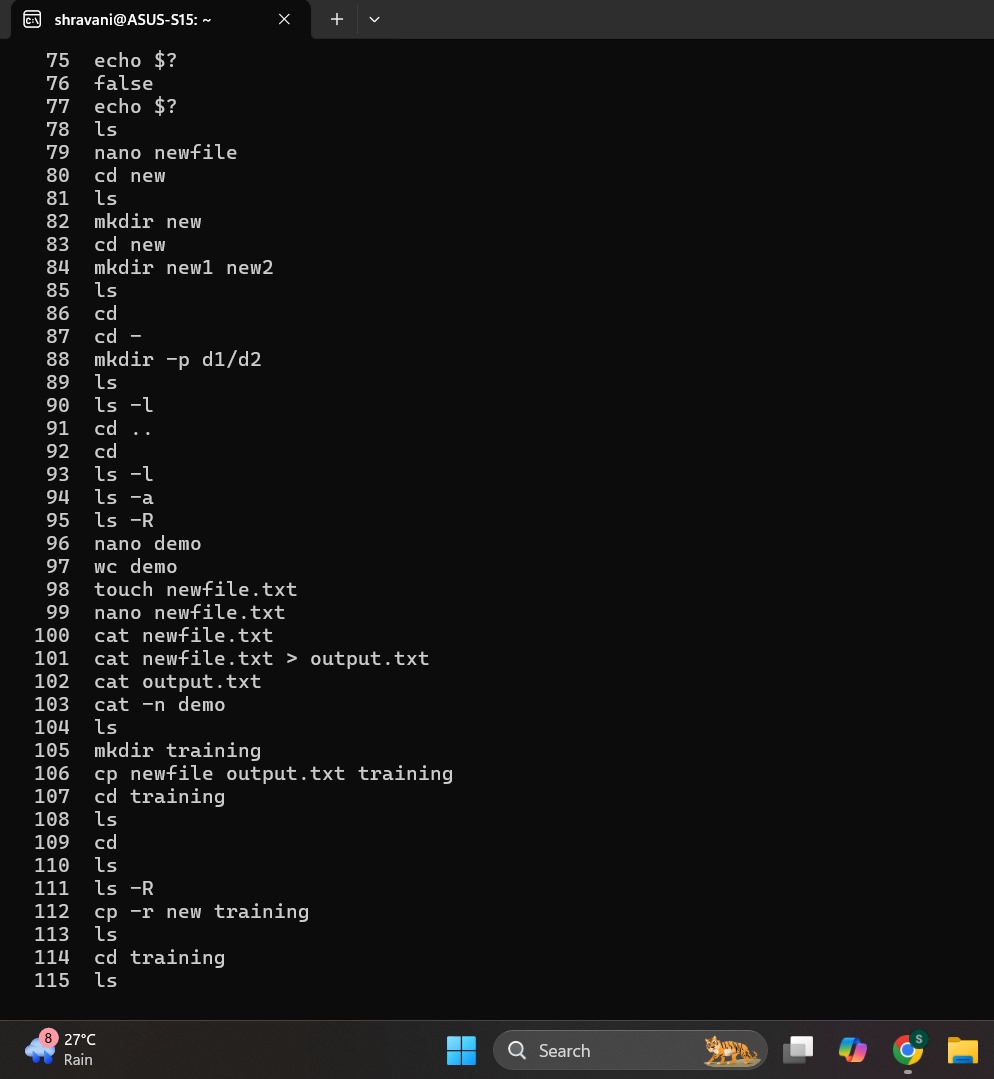 shravani@ASUS-S15: ~
75 echo $?
76 false
77 echo $?
78 ls
79 nano newfile
80 cd new
81 ls
82 mkdir new
83 cd new
84 mkdir new1 new2
85 ls
86 cd
87 cd -
88 mkdir -p d1/d2
89 ls
90 ls -l
91 cd ..
92 cd
93 ls -l
94 ls -a
95 ls -R
96 nano demo
97 wc demo
98 touch newfile.txt
99 nano newfile.txt
100 cat newfile.txt
101 cat newfile.txt > output.txt
102 cat output.txt
103 cat -n demo
104 ls
105 mkdir training
106 cp newfile output.txt training
107 cd training
108 ls
109 cd
110 ls
111 ls -R
112 cp -r new training
113 ls
114 cd training
115 ls
8 27°C
Rain
Search
S